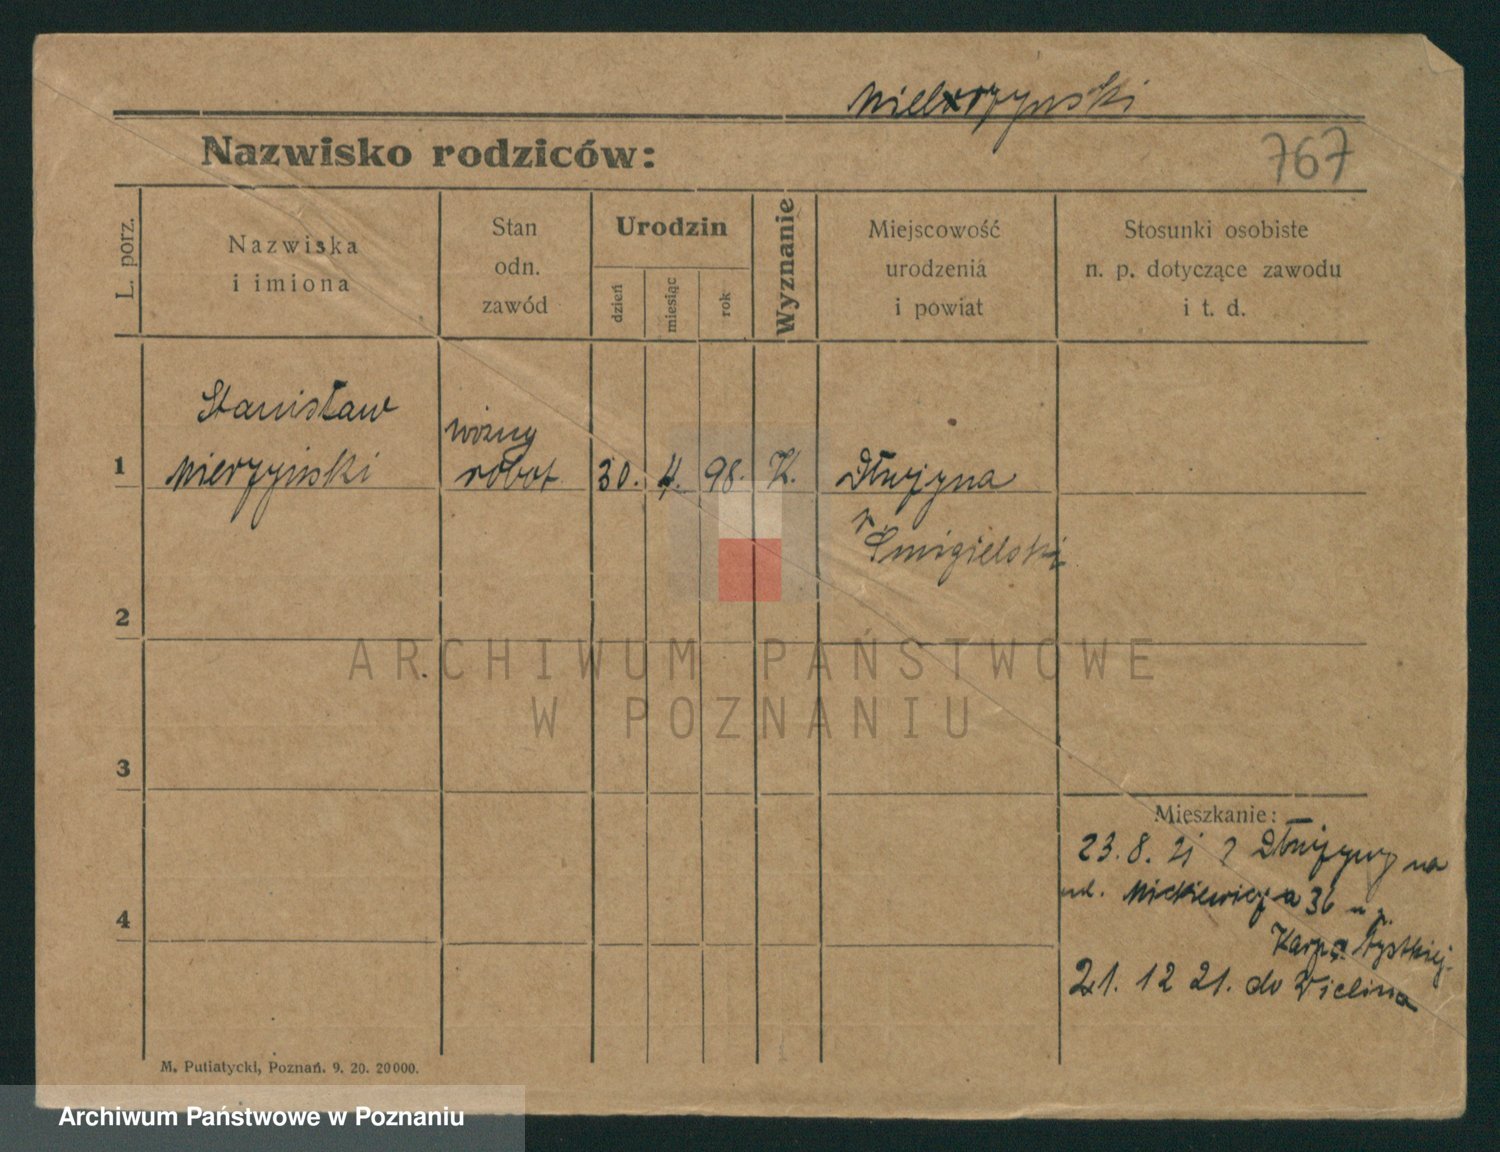 767
Nazwisko rodziców:
L. porz.
Nazwiska
i imiona
Stan
odn.
zawód
Urodzin
dzień
miesiąc
rok
Wyznanie
Miejscowość
urodzenia
i powiat
Stosunki osobiste
n. p. dotyczące zawodu
i t. d.
1
Stanisław
Mierzyński
woźny
robot.
30. 4. 98. K.
Dłużyna
Śmigielski
2
3
4
Mieszkanie:
23. 8. 21 z Dłużyny na
ul. Mickiewicza 36
21. 12 21. do
M. Putiatycki, Poznań. 9. 20. 20000.
ARCHIWUM PAŃSTWOWE
W POZNANIU
Archiwum Państwowe w Poznaniu